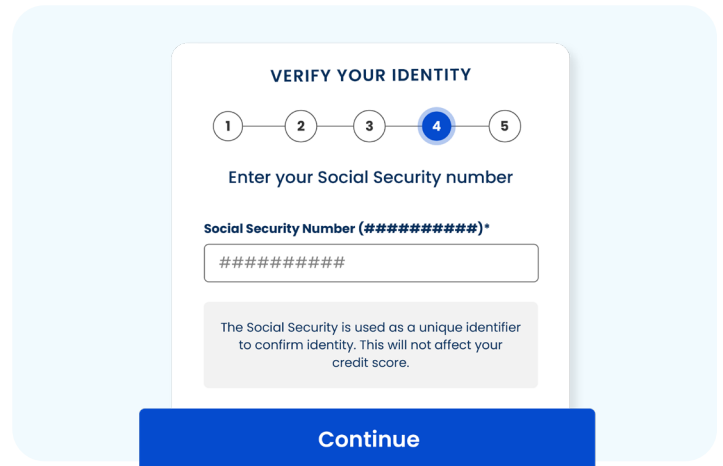 VERIFY YOUR IDENTITY
1 2 3 4 5
Enter your Social Security number
Social Security Number (##########)*
##########
The Social Security is used as a unique identifier
to confirm identity. This will not affect your
credit score.
Continue